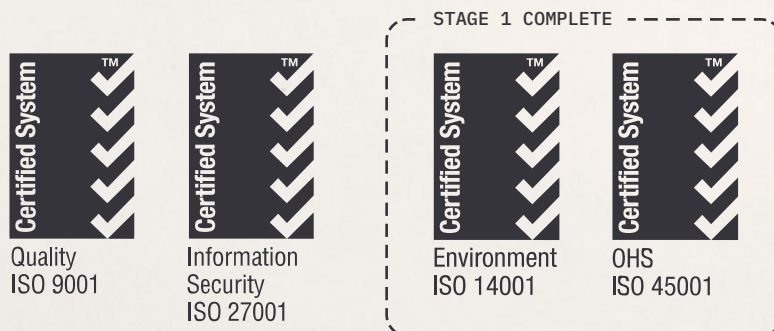 STAGE 1 COMPLETE
Certified System
TM
Quality
ISO 9001
Certified System
TM
Information
Security
ISO 27001
Certified System
TM
Environment
ISO 14001
Certified System
TM
OHS
ISO 45001